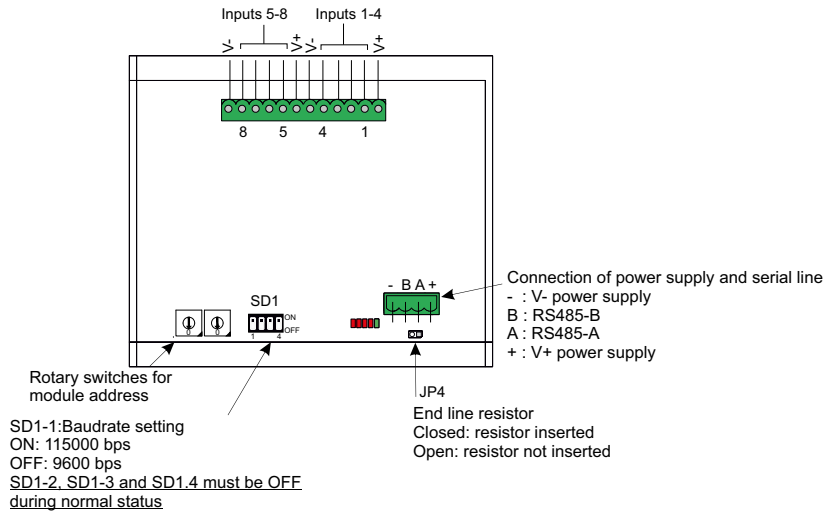 Inputs 5-8 Inputs 1-4
V- V+ V- V+
8 5 4 1
- B A +
SD1
ON
OFF
1 4
0 0
Connection of power supply and serial line
- : V- power supply
B : RS485-B
A : RS485-A
+ : V+ power supply
Rotary switches for
module address
JP4
End line resistor
Closed: resistor inserted
Open: resistor not inserted
SD1-1:Baudrate setting
ON: 115000 bps
OFF: 9600 bps
SD1-2, SD1-3 and SD1.4 must be OFF
during normal status